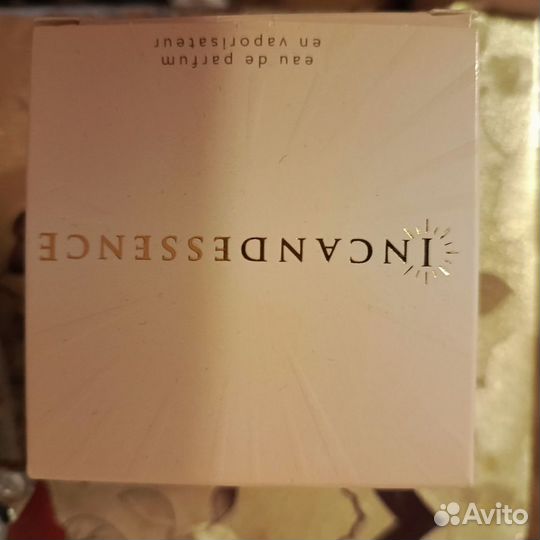 INCANDESSENCE
eau de parfum
en vaporisateur
Avito